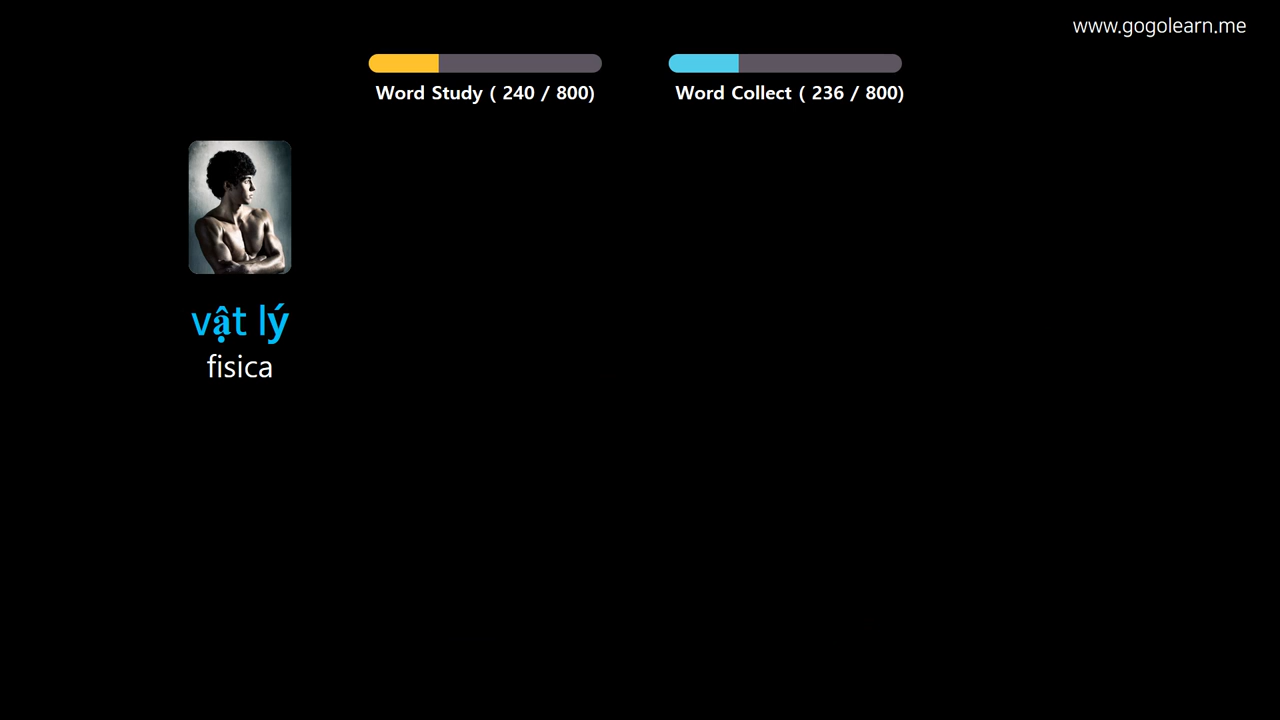 www.gogolearn.me
Word Study ( 240 / 800)
Word Collect ( 236 / 800)
vật lý
fisica